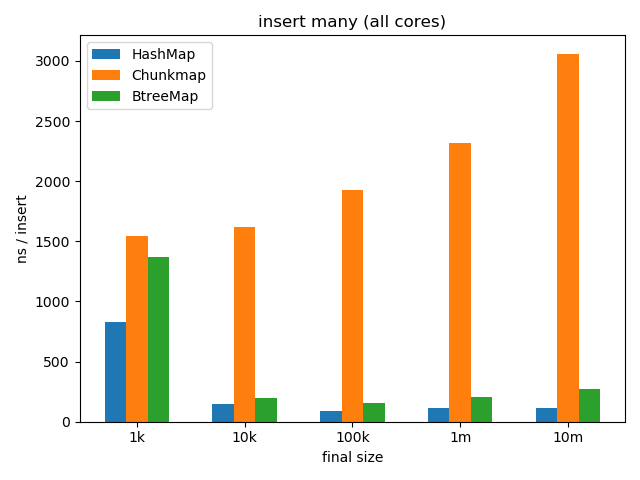 insert many (all cores)
HashMap
Chunkmap
BtreeMap
ns / insert
3000
2500
2000
1500
1000
500
0
1k 10k 100k 1m 10m
final size